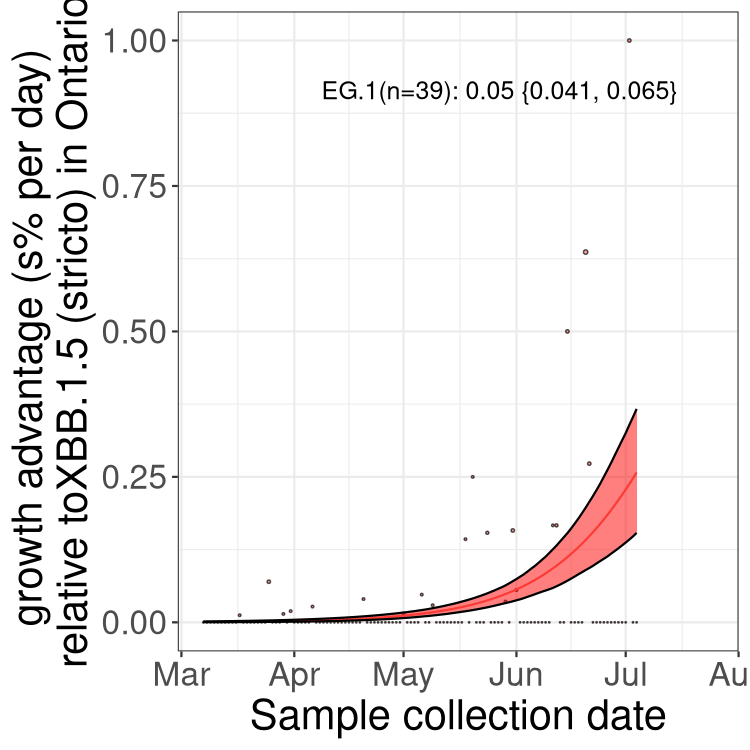 growth advantage (s% per day)
relative toXBB.1.5 (stricto) in Ontario
1.00
0.75
0.50
0.25
0.00
EG.1(n=39): 0.05 {0.041, 0.065}
Mar Apr May Jun Jul Au
Sample collection date